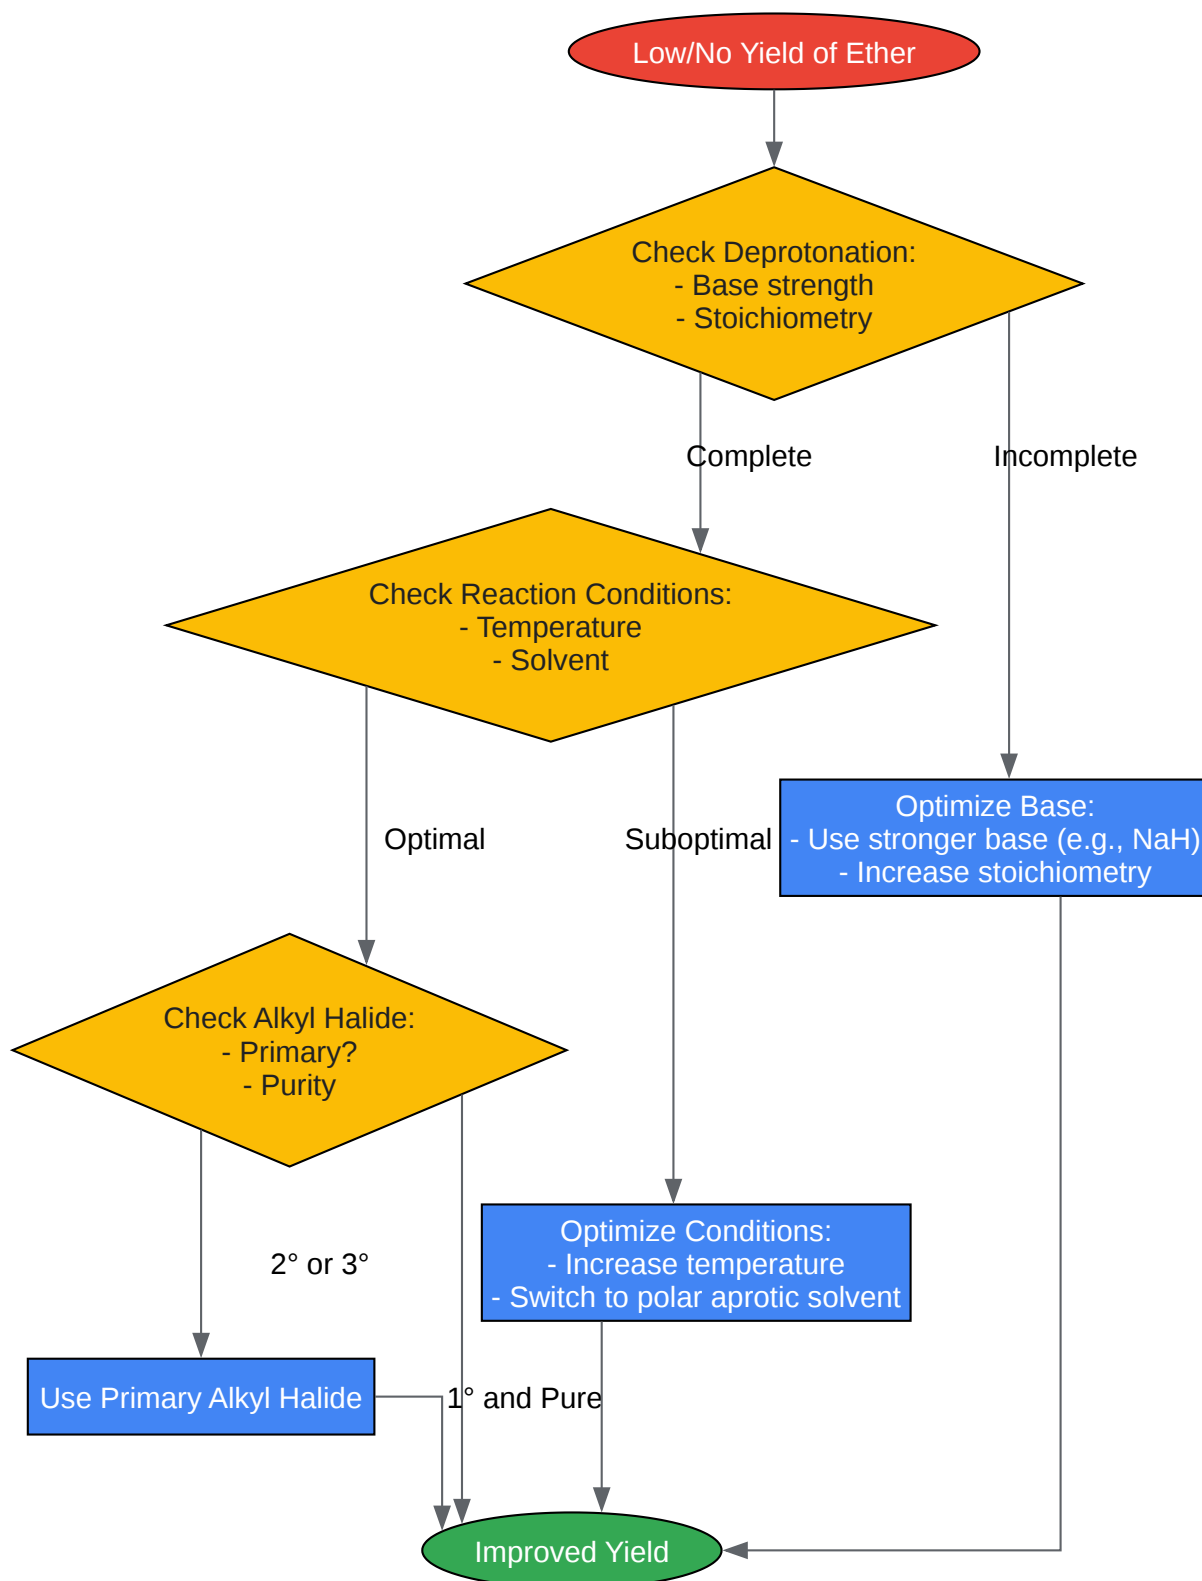 Low/No Yield of Ether
Check Deprotonation:
- Base strength
- Stoichiometry
Complete
Incomplete
Check Reaction Conditions:
- Temperature
- Solvent
Optimal
Suboptimal
Optimize Base:
- Use stronger base (e.g., NaH)
- Increase stoichiometry
Check Alkyl Halide:
- Primary?
- Purity
2° or 3°
Optimize Conditions:
- Increase temperature
- Switch to polar aprotic solvent
Use Primary Alkyl Halide
1° and Pure
Improved Yield